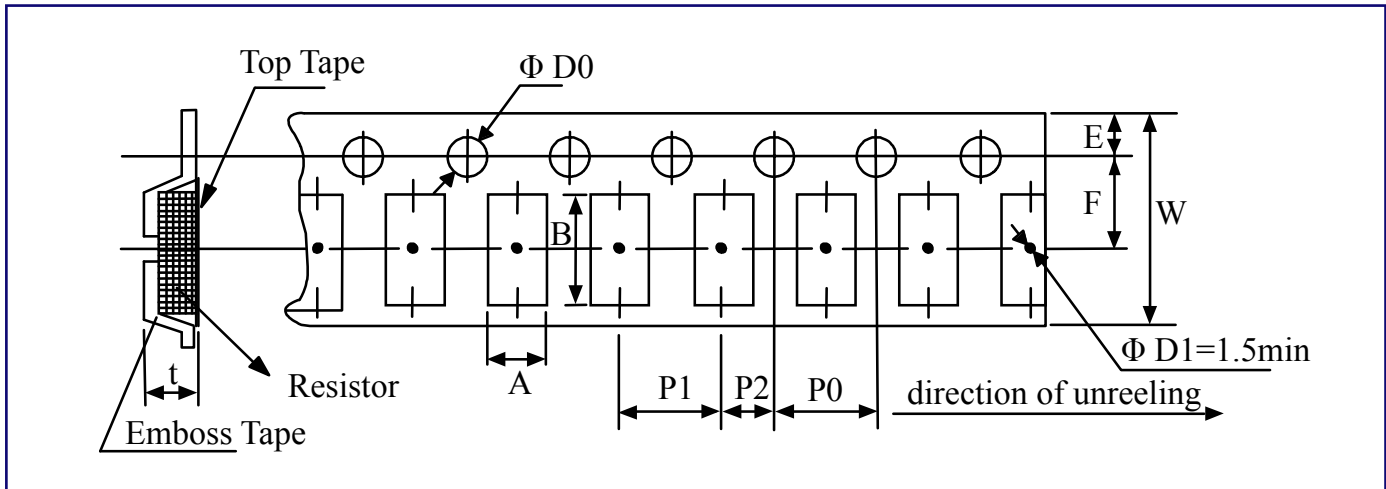 Top Tape
Φ D0
E
F
W
B
Φ D1=1.5min
t
Resistor
A
P1
P2
P0
direction of unreeling
Emboss Tape